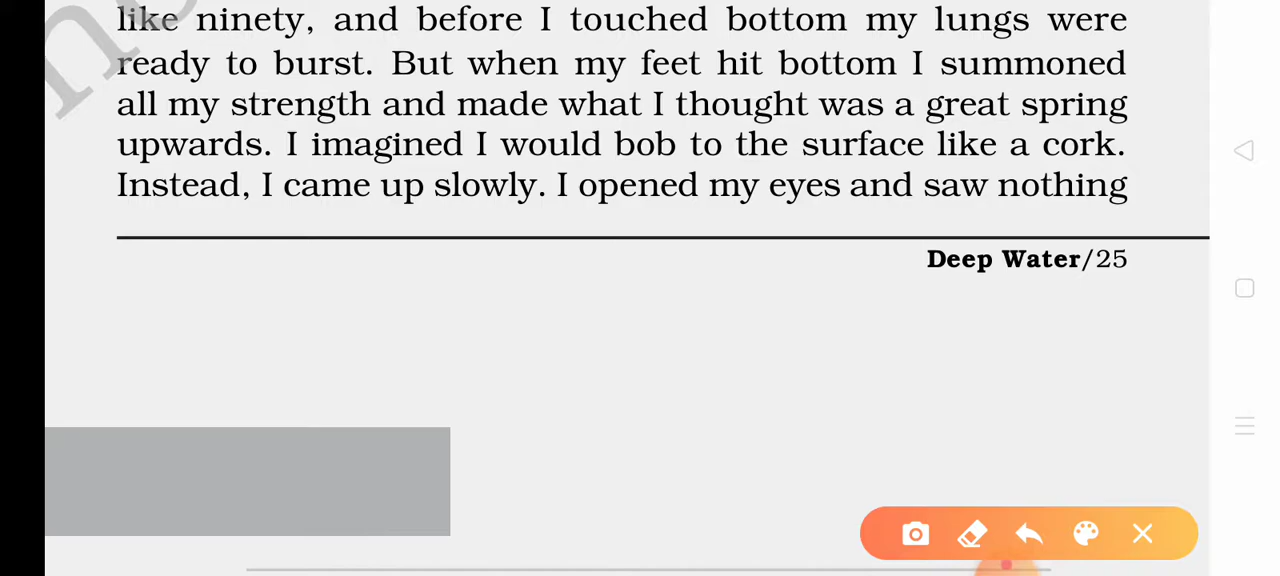 like ninety, and before I touched bottom my lungs were
ready to burst. But when my feet hit bottom I summoned
all my strength and made what I thought was a great spring
upwards. I imagined I would bob to the surface like a cork.
Instead, I came up slowly. I opened my eyes and saw nothing
Deep Water/25